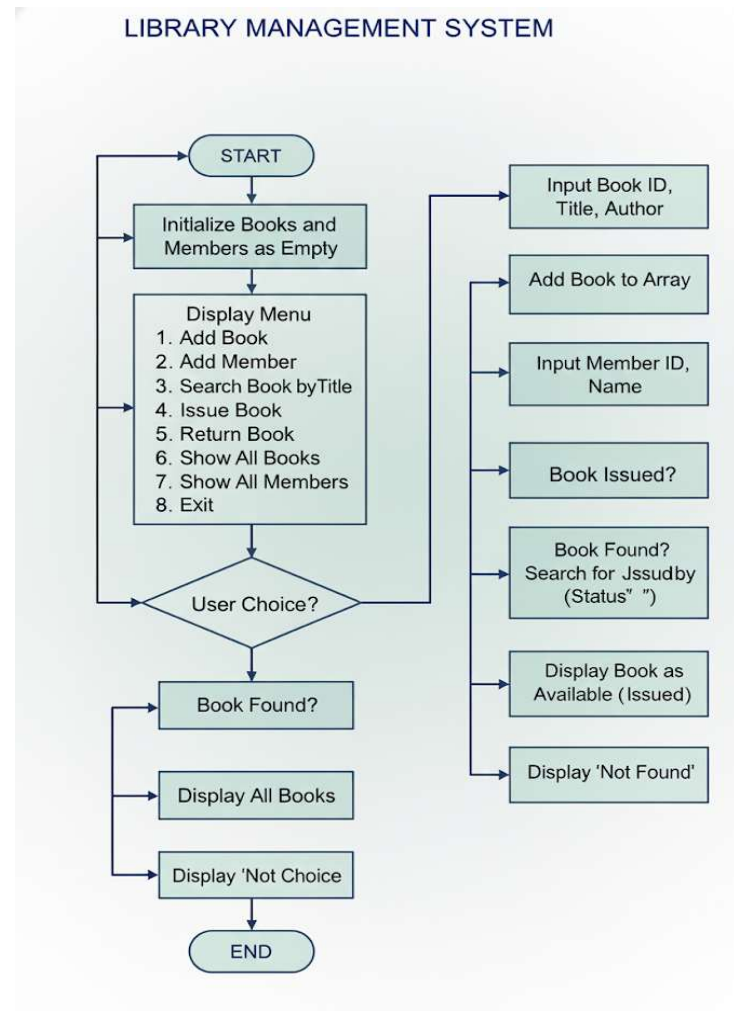 LIBRARY MANAGEMENT SYSTEM
START
Initialize Books and
Members as Empty
Display Menu
1. Add Book
2. Add Member
3. Search Book byTitle
4. Issue Book
5. Return Book
6. Show All Books
7. Show All Members
8. Exit
User Choice?
Book Found?
Display All Books
Display 'Not Choice
END
Input Book ID,
Title, Author
Add Book to Array
Input Member ID,
Name
Book Issued?
Book Found?
Search for Jssudby
(Status" ")
Display Book as
Available (Issued)
Display 'Not Found'